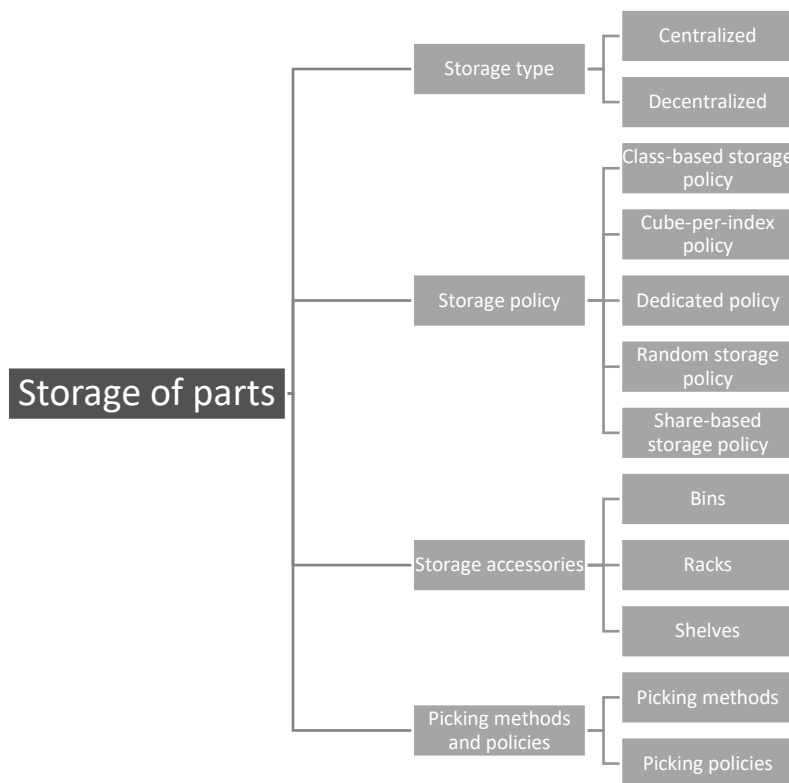 Storage of parts
Storage type
Centralized
Decentralized
Storage policy
Class-based storage
policy
Cube-per-index
policy
Dedicated policy
Random storage
policy
Share-based
storage policy
Storage accessories
Bins
Racks
Shelves
Picking methods
and policies
Picking methods
Picking policies